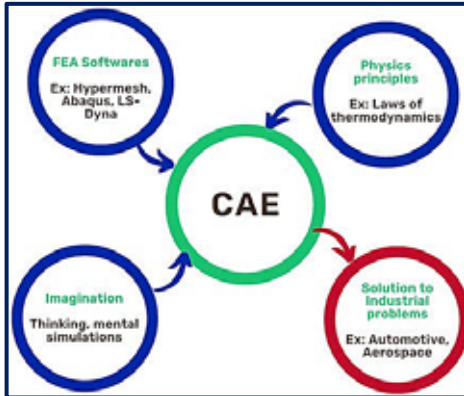 FEA Softwares
Ex: Hypermesh,
Abaqus, LS-
Dyna
Physics
principles
Ex: Laws of
thermodynamics
CAE
Imagination
Thinking, mental
simulations
Solution to
Industrial
problems
Ex: Automotive,
Aerospace